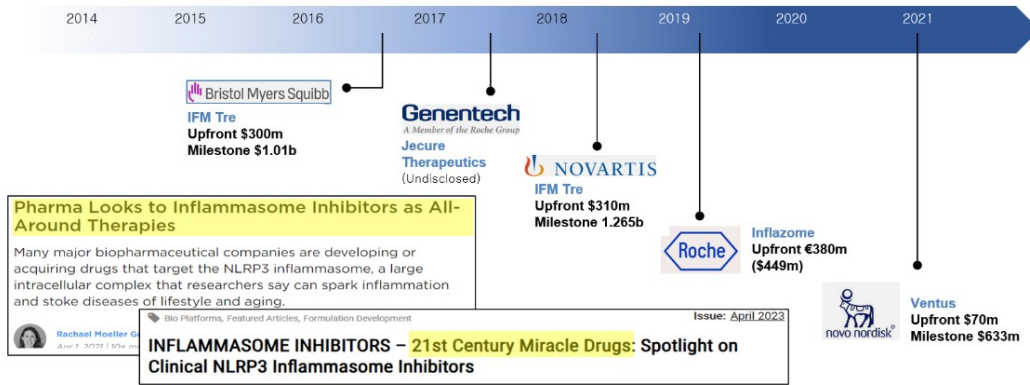 2014 2015 2016 2017 2018 2019 2020 2021
Bristol Myers Squibb
IFM Tre
Upfront $300m
Milestone $1.01b
Genentech
A Member of the Roche Group
Jecure
Therapeutics
(Undisclosed)
NOVARTIS
IFM Tre
Upfront $310m
Milestone 1.265b
Roche
Inflazome
Upfront €380m
($449m)
novo nordisk®
Ventus
Upfront $70m
Milestone $633m
Pharma Looks to Inflammasome Inhibitors as All-
Around Therapies
Many major biopharmaceutical companies are developing or
acquiring drugs that target the NLRP3 inflammasome, a large
intracellular complex that researchers say can spark inflammation
and stoke diseases of lifestyle and aging.
Rachael Moeller
Apr 1, 2021 | 10+
Bio Platforms, Featured Articles, Formulation Development
Issue: April 2023
INFLAMMASOME INHIBITORS – 21st Century Miracle Drugs: Spotlight on
Clinical NLRP3 Inflammasome Inhibitors